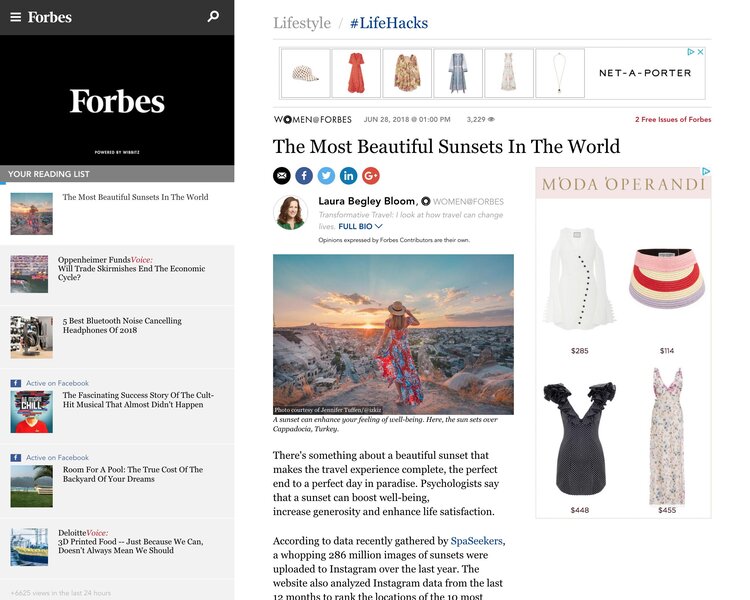 Forbes
Forbes
POWERED BY WIBBITZ
YOUR READING LIST
The Most Beautiful Sunsets In The World
Oppenheimer FundsVoice:
Will Trade Skirmishes End The Economic
Cycle?
5 Best Bluetooth Noise Cancelling
Headphones Of 2018
f Active on Facebook
BE MORE
CHILL
The Fascinating Success Story Of The Cult-
Hit Musical That Almost Didn't Happen
f Active on Facebook
Room For A Pool: The True Cost Of The
Backyard Of Your Dreams
DeloitteVoice:
3D Printed Food -- Just Because We Can,
Doesn't Always Mean We Should
+6625 views in the last 24 hours
Lifestyle / #LifeHacks
NET-A-PORTER
WOMEN@FORBES JUN 28, 2018 @ 01:00 PM 3,229
2 Free Issues of Forbes
The Most Beautiful Sunsets In The World
f in G+
Laura Begley Bloom, WOMEN@FORBES
Transformative Travel: I look at how travel can change
lives. FULL BIO
Opinions expressed by Forbes Contributors are their own.
Photo courtesy of Jennifer Tuffen/@izkiz
A sunset can enhance your feeling of well-being. Here, the sun sets over
Cappadocia, Turkey.
There's something about a beautiful sunset that
makes the travel experience complete, the perfect
end to a perfect day in paradise. Psychologists say
that a sunset can boost well-being,
increase generosity and enhance life satisfaction.
According to data recently gathered by SpaSeekers,
a whopping 286 million images of sunsets were
uploaded to Instagram over the last year. The
website also analyzed Instagram data from the last
12 months to rank the locations of the 10 most
MODA OPERANDI
$285
$114
$448
$455